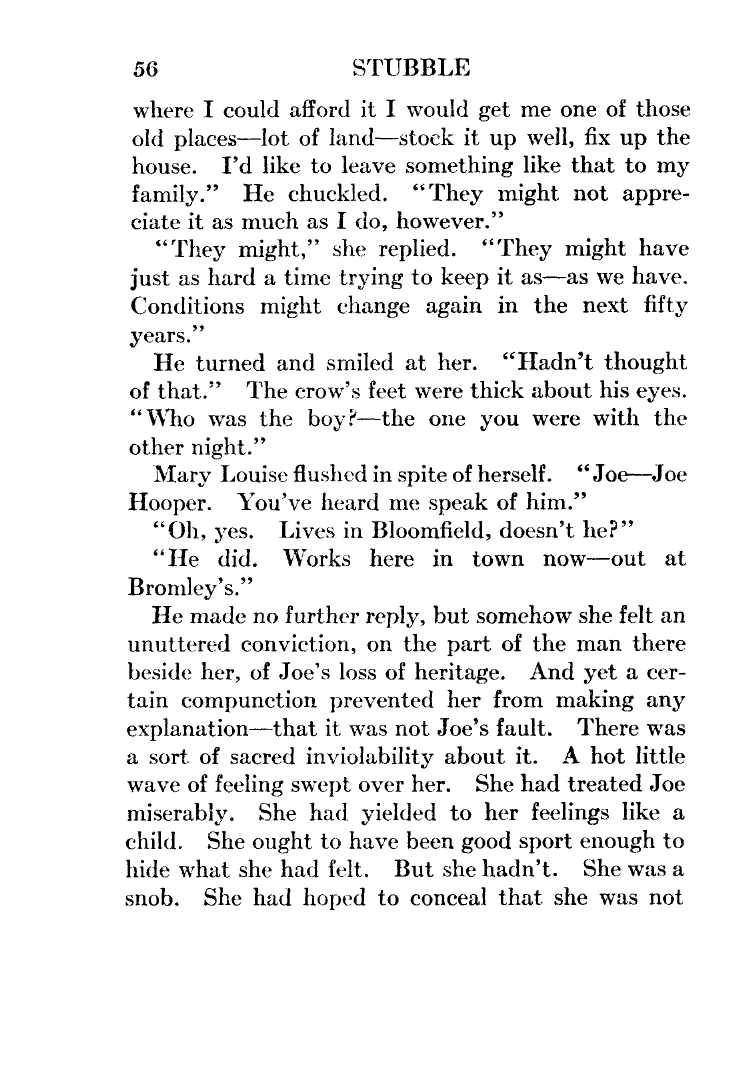 56 STUBBLE
where I could afford it I would get me one of those
old places—lot of land—stock it up well, fix up the
house. I'd like to leave something like that to my
family.” He chuckled. “They might not appre-
ciate it as much as I do, however.”
“They might,” she replied. “They might have
just as hard a time trying to keep it as—as we have.
Conditions might change again in the next fifty
years.”
He turned and smiled at her. “Hadn't thought
of that.” The crow's feet were thick about his eyes.
“Who was the boy?—the one you were with the
other night.”
Mary Louise flushed in spite of herself. “Joe—Joe
Hooper. You've heard me speak of him.”
“Oh, yes. Lives in Bloomfield, doesn't he?”
“He did. Works here in town now—out at
Bromley's.”
He made no further reply, but somehow she felt an
unuttered conviction, on the part of the man there
beside her, of Joe's loss of heritage. And yet a cer-
tain compunction prevented her from making any
explanation—that it was not Joe's fault. There was
a sort of sacred inviolability about it. A hot little
wave of feeling swept over her. She had treated Joe
miserably. She had yielded to her feelings like a
child. She ought to have been good sport enough to
hide what she had felt. But she hadn't. She was a
snob. She had hoped to conceal that she was not